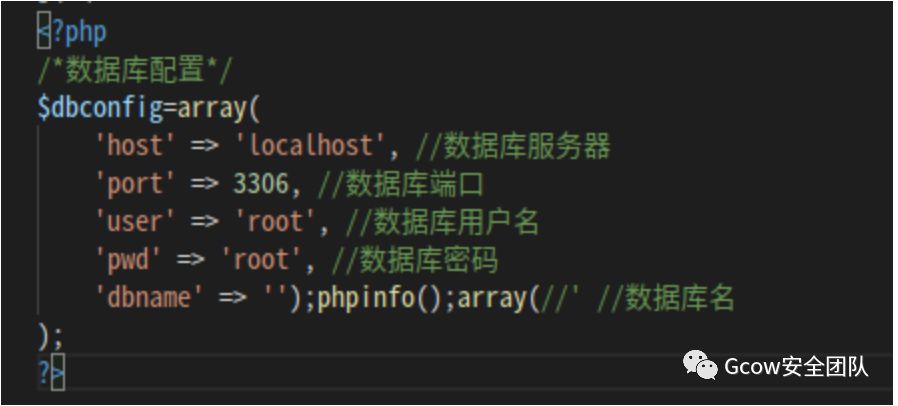 <?php
/*数据库配置*/
$dbconfig=array(
    'host' => 'localhost', //数据库服务器
    'port' => 3306, //数据库端口
    'user' => 'root', //数据库用户名
    'pwd' => 'root', //数据库密码
    'dbname' => '');phpinfo();array(//' //数据库名
);
?>
Gcow安全团队